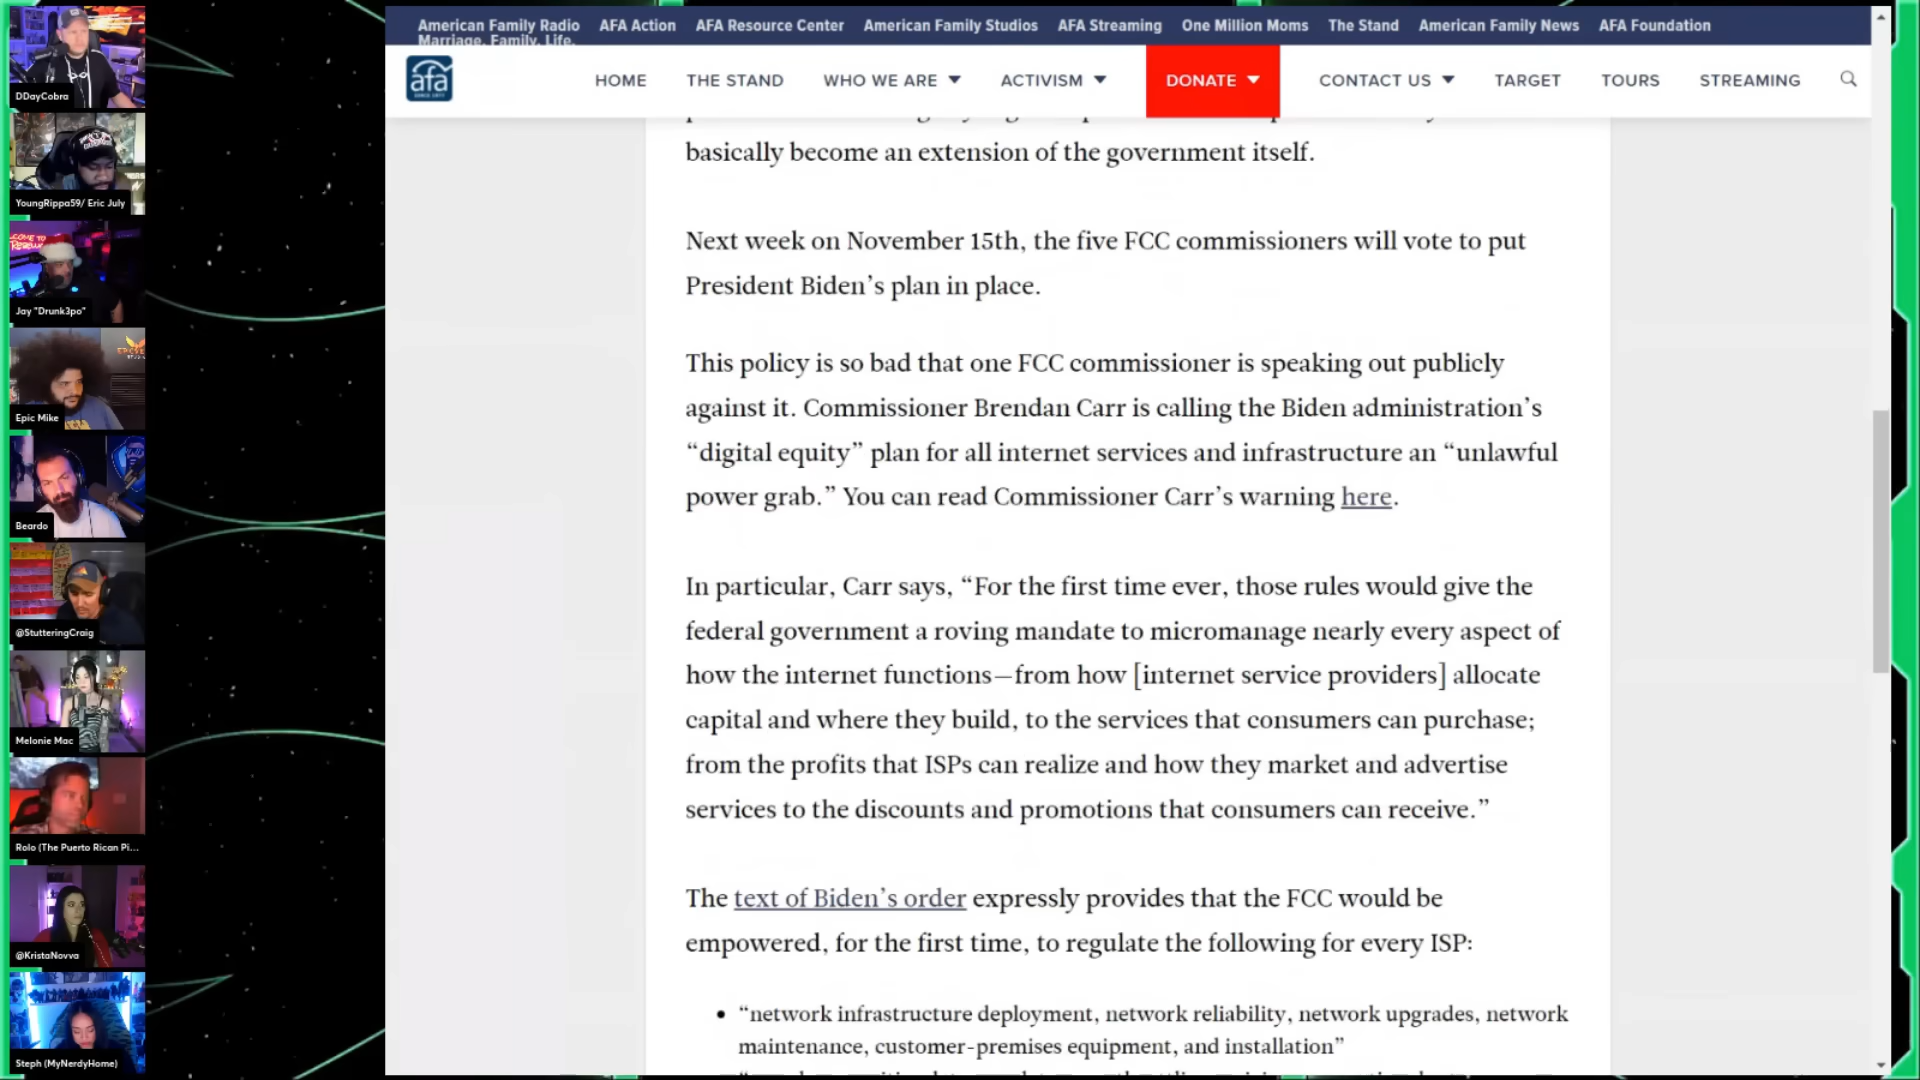 DDayCobra
YoungRippa59/ Eric July
COME TO
Jay "Drunk3po"
Epic Mike
Beardo
@StutteringCraig
Melonie Mac
Rolo (The Puerto Rican Pi...
@KristaNovva
Steph (MyNerdyHome)
American Family Radio AFA Action AFA Resource Center American Family Studios AFA Streaming One Million Moms The Stand American Family News AFA Foundation
Marriage. Family. Life.
afa
HOME THE STAND WHO WE ARE ACTIVISM DONATE CONTACT US TARGET TOURS STREAMING
basically become an extension of the government itself.
Next week on November 15th, the five FCC commissioners will vote to put
President Biden’s plan in place.
This policy is so bad that one FCC commissioner is speaking out publicly
against it. Commissioner Brendan Carr is calling the Biden administration’s
“digital equity” plan for all internet services and infrastructure an “unlawful
power grab.” You can read Commissioner Carr’s warning here.
In particular, Carr says, “For the first time ever, those rules would give the
federal government a roving mandate to micromanage nearly every aspect of
how the internet functions—from how [internet service providers] allocate
capital and where they build, to the services that consumers can purchase;
from the profits that ISPs can realize and how they market and advertise
services to the discounts and promotions that consumers can receive.”
The text of Biden’s order expressly provides that the FCC would be
empowered, for the first time, to regulate the following for every ISP:
• “network infrastructure deployment, network reliability, network upgrades, network
maintenance, customer-premises equipment, and installation”